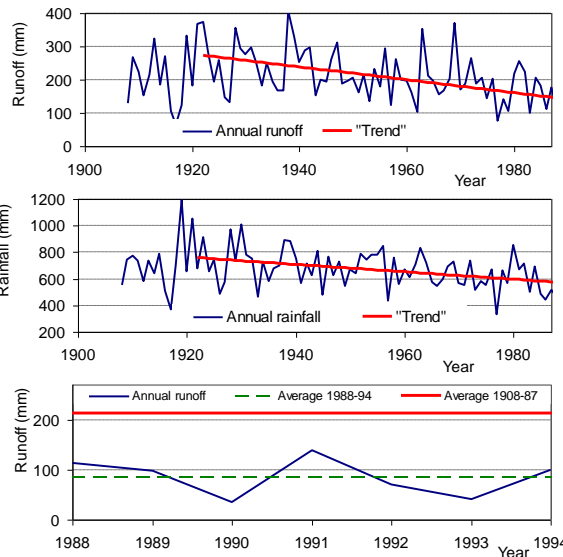 400
300
200
100
0
Runoff (mm)
Annual runoff "Trend"
1900 1920 1940 1960 1980
Year
1200
1000
800
600
400
200
Rainfall (mm)
Annual rainfall "Trend"
1900 1920 1940 1960 1980
Year
Annual runoff Average 1988-94 Average 1908-87
200
100
0
Runoff (mm)
1988 1989 1990 1991 1992 1993 1994
Year